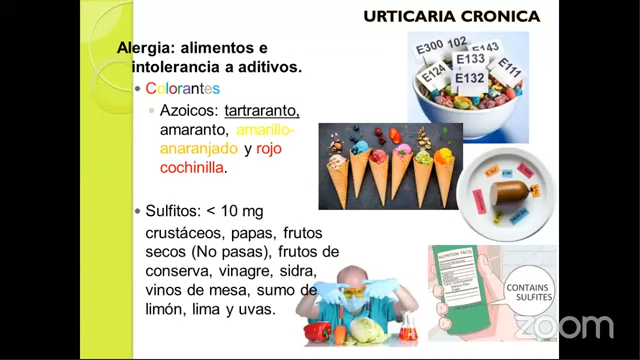 URTICARIA CRONICA
Alergia: alimentos e
intolerancia a aditivos.
Colorantes
Azoicos: tartraranto,
amaranto, amarillo-
anaranjado y rojo
cochinilla.
Sulfitos: < 10 mg
crustáceos, papas, frutos
secos (No pasas), frutos de
conserva, vinagre, sidra,
vinos de mesa, sumo de
limón, lima y uvas.
E300
102
E143
E133
E124
E111
E132
NUTRITION FACTS
CONTAINS
SULFITES
zoom